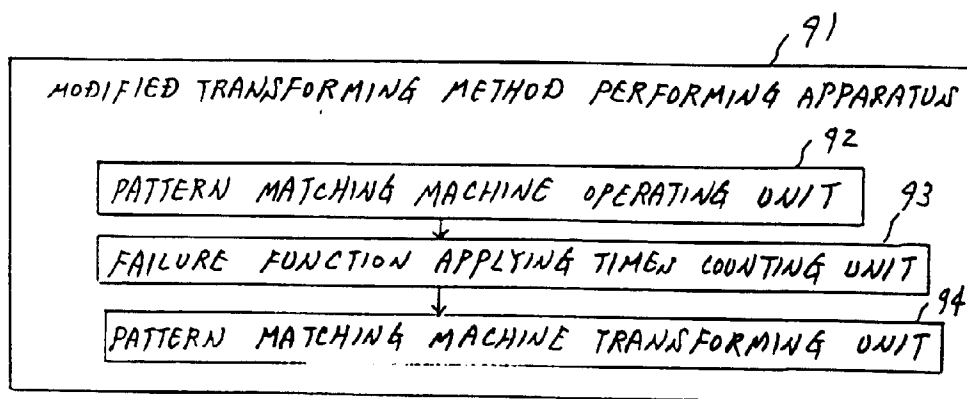 91
MODIFIED TRANSFORMING METHOD PERFORMING APPARATUS
92
PATTERN MATCHING MACHINE OPERATING UNIT
93
FAILURE FUNCTION APPLYING TIMES COUNTING UNIT
94
PATTERN MATCHING MACHINE TRANSFORMING UNIT